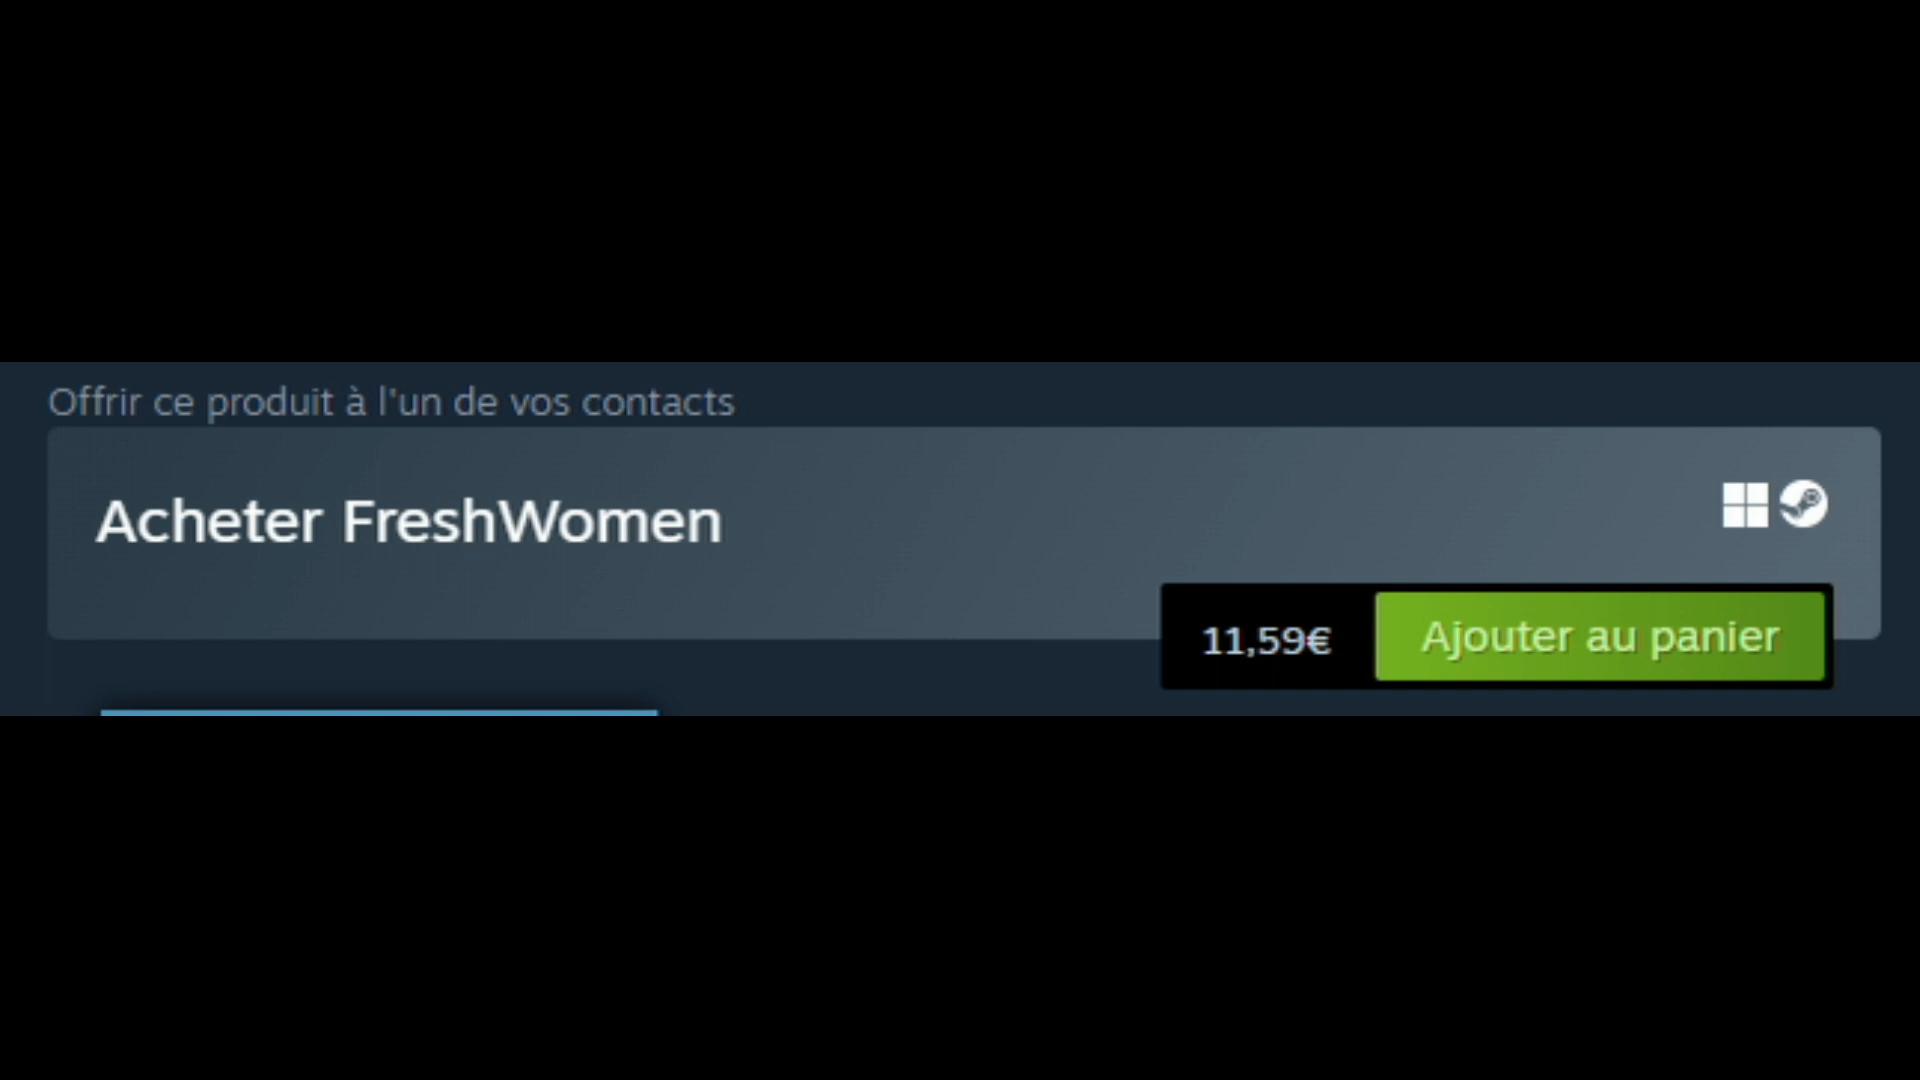 Offrir ce produit à l'un de vos contacts
Acheter FreshWomen
11,59€
Ajouter au panier